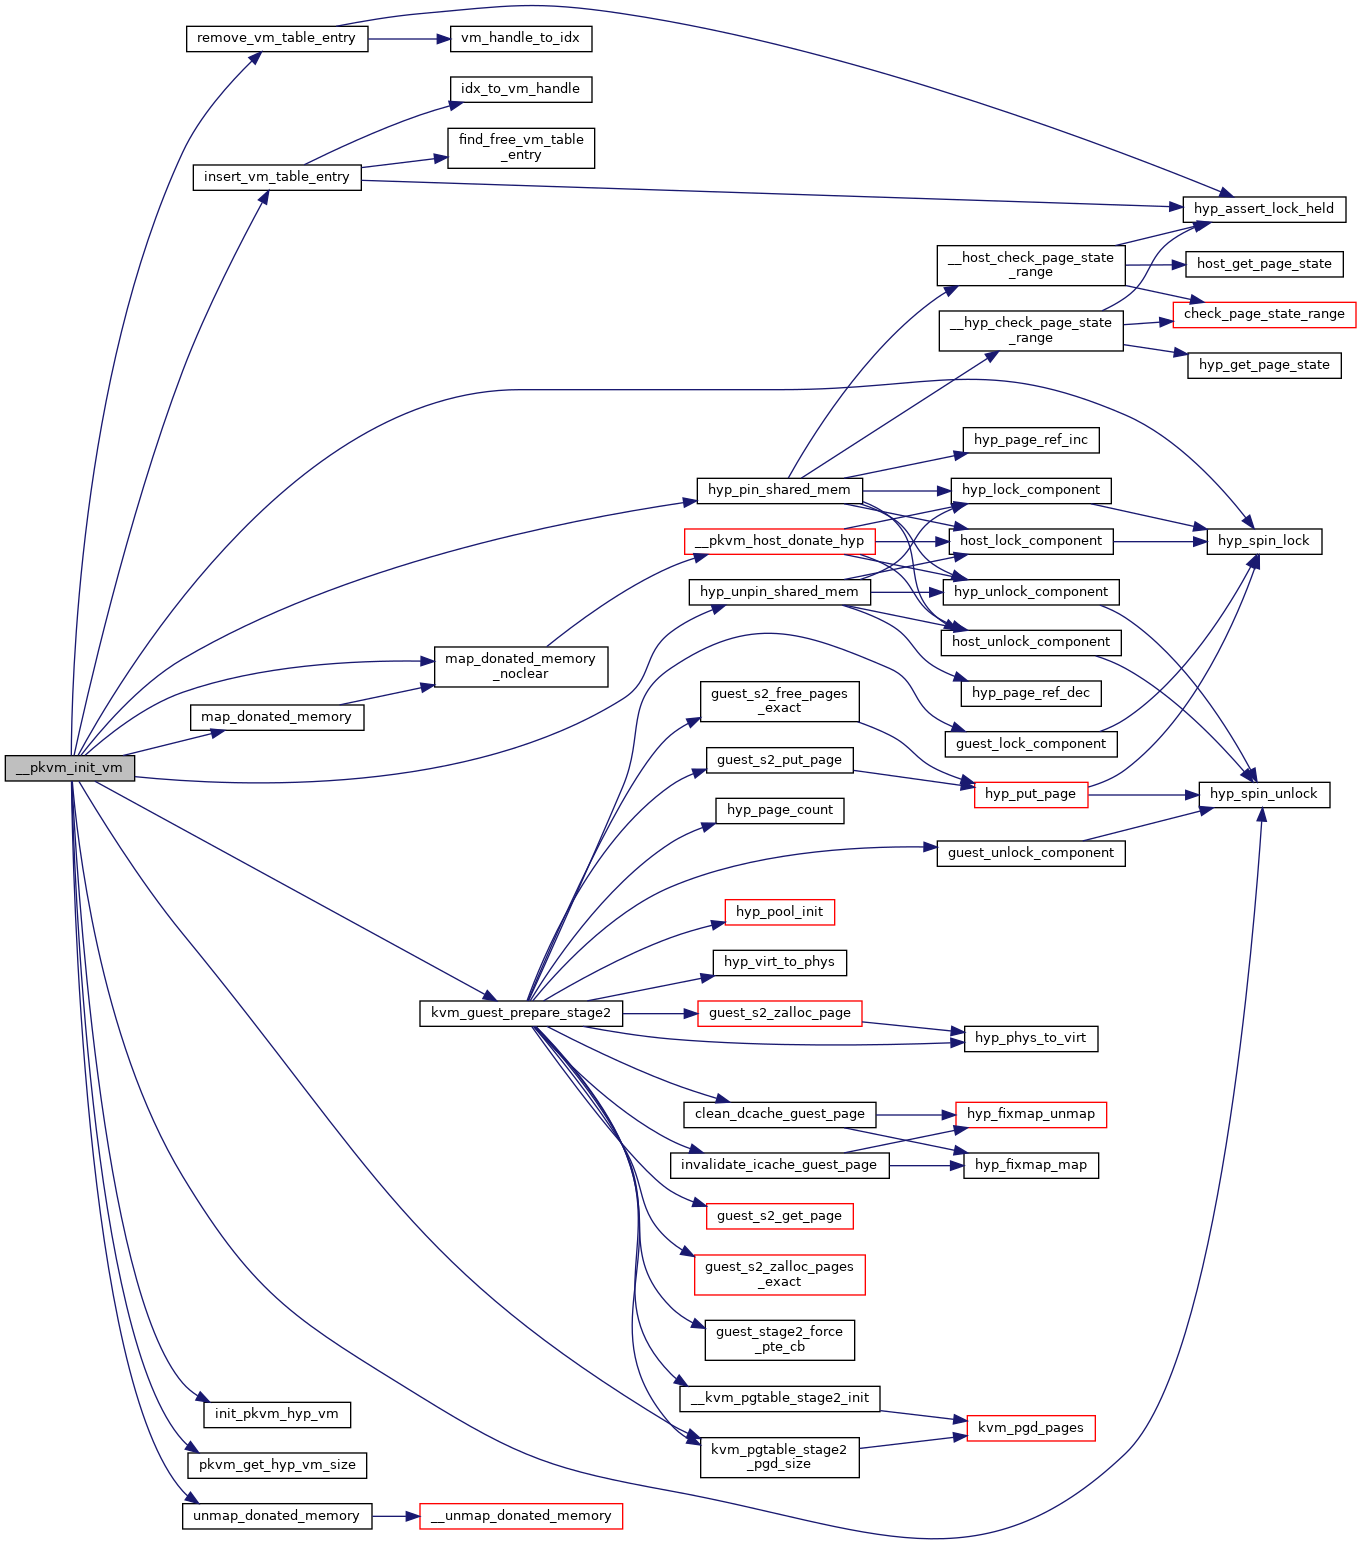 remove_vm_table_entry
vm_handle_to_idx
idx_to_vm_handle
find_free_vm_table
_entry
insert_vm_table_entry
hyp_assert_lock_held
__host_check_page_state
_range
host_get_page_state
check_page_state_range
__hyp_check_page_state
_range
hyp_get_page_state
hyp_page_ref_inc
hyp_pin_shared_mem
hyp_lock_component
__pkvm_host_donate_hyp
host_lock_component
hyp_spin_lock
hyp_unpin_shared_mem
hyp_unlock_component
host_unlock_component
map_donated_memory
_noclear
hyp_page_ref_dec
guest_s2_free_pages
_exact
map_donated_memory
guest_lock_component
guest_s2_put_page
__pkvm_init_vm
hyp_put_page
hyp_spin_unlock
hyp_page_count
guest_unlock_component
hyp_pool_init
hyp_virt_to_phys
kvm_guest_prepare_stage2
guest_s2_zalloc_page
hyp_phys_to_virt
clean_dcache_guest_page
hyp_fixmap_unmap
invalidate_icache_guest_page
hyp_fixmap_map
guest_s2_get_page
guest_s2_zalloc_pages
_exact
guest_stage2_force
_pte_cb
__kvm_pgtable_stage2_init
init_pkvm_hyp_vm
kvm_pgd_pages
kvm_pgtable_stage2
_pgd_size
pkvm_get_hyp_vm_size
unmap_donated_memory
__unmap_donated_memory